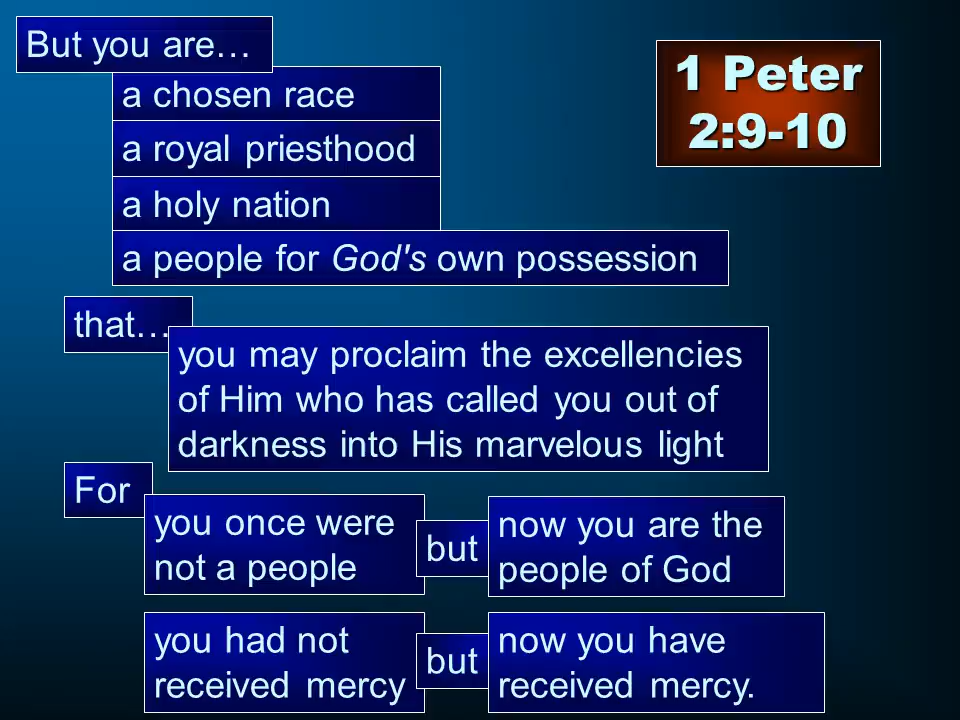 But you are…
1 Peter
2:9-10
a chosen race
a royal priesthood
a holy nation
a people for God's own possession
that…
you may proclaim the excellencies
of Him who has called you out of
darkness into His marvelous light
For
you once were
not a people
but
now you are the
people of God
you had not
received mercy
but
now you have
received mercy.